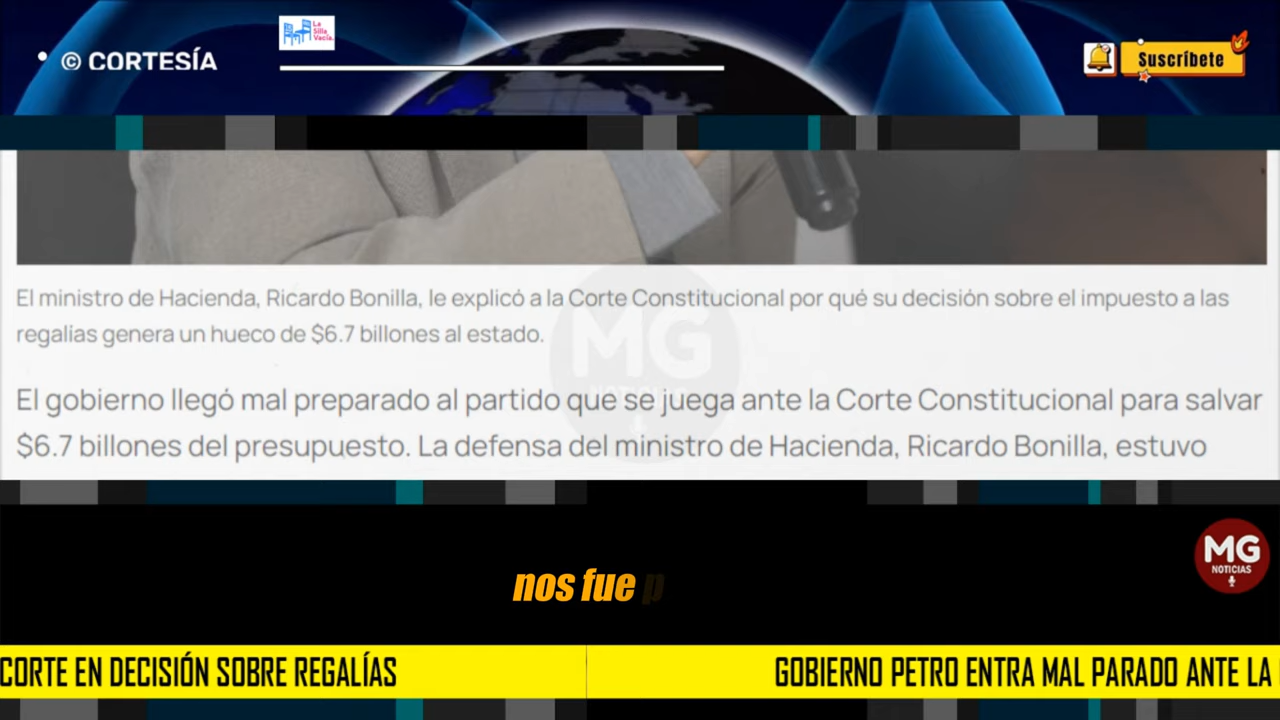 La
Silla
Vacía.
© CORTESÍA
Suscríbete
El ministro de Hacienda, Ricardo Bonilla, le explicó a la Corte Constitucional por qué su decisión sobre el impuesto a las
regalías genera un hueco de $6.7 billones al estado.
MG
NOTICIAS
El gobierno llegó mal preparado al partido que se juega ante la Corte Constitucional para salvar
$6.7 billones del presupuesto. La defensa del ministro de Hacienda, Ricardo Bonilla, estuvo
MG
NOTICIAS
nos fue p
CORTE EN DECISIÓN SOBRE REGALÍAS
GOBIERNO PETRO ENTRA MAL PARADO ANTE LA